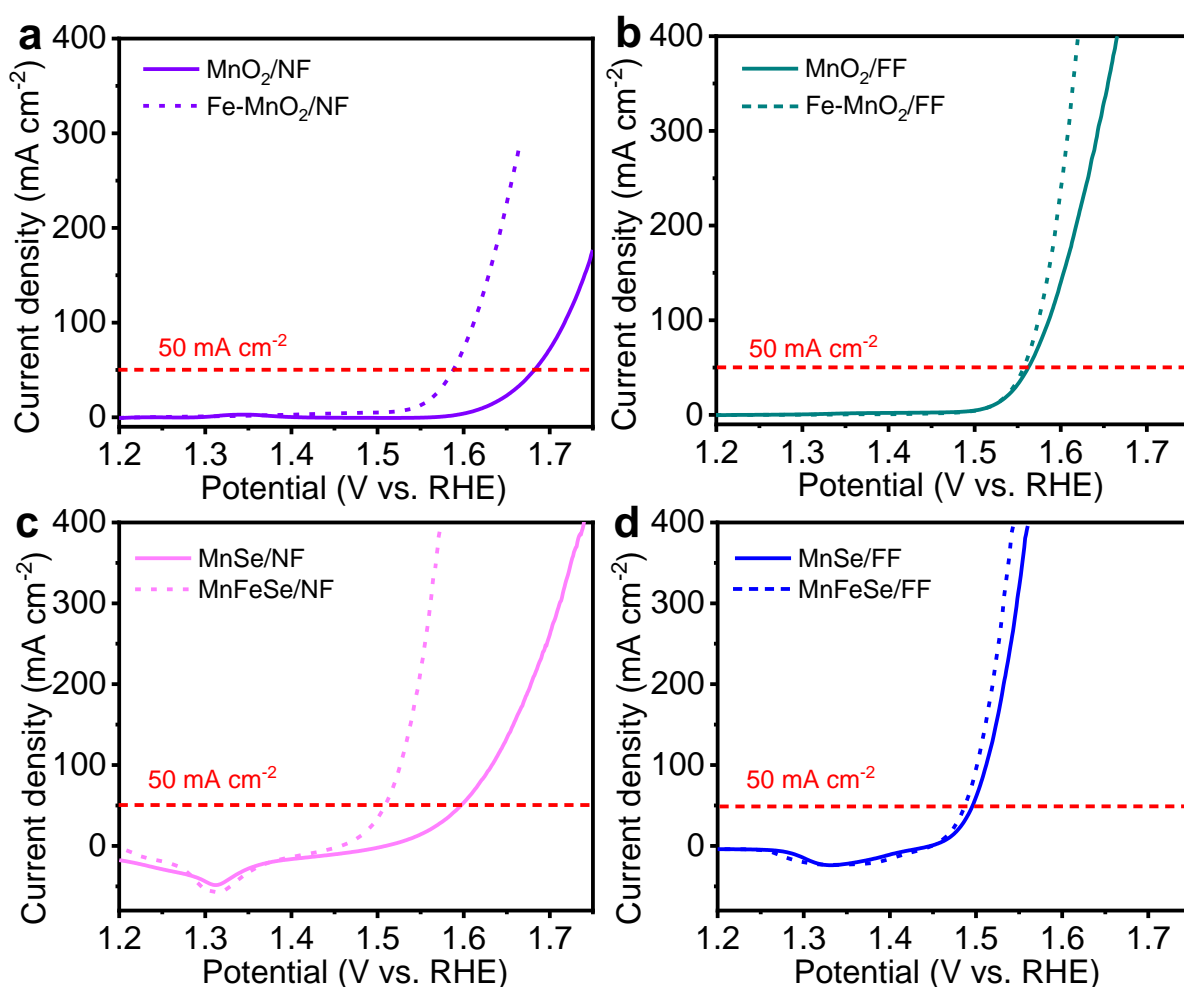 a
400
300
200
100
0
Current density (mA cm⁻²)
MnO₂/NF
Fe-MnO₂/NF
50 mA cm⁻²
1.2 1.3 1.4 1.5 1.6 1.7
Potential (V vs. RHE)
b
400
300
200
100
0
Current density (mA cm⁻²)
MnO₂/FF
Fe-MnO₂/FF
50 mA cm⁻²
1.2 1.3 1.4 1.5 1.6 1.7
Potential (V vs. RHE)
c
400
300
200
100
0
Current density (mA cm⁻²)
MnSe/NF
MnFeSe/NF
50 mA cm⁻²
1.2 1.3 1.4 1.5 1.6 1.7
Potential (V vs. RHE)
d
400
300
200
100
0
Current density (mA cm⁻²)
MnSe/FF
MnFeSe/FF
50 mA cm⁻²
1.2 1.3 1.4 1.5 1.6 1.7
Potential (V vs. RHE)